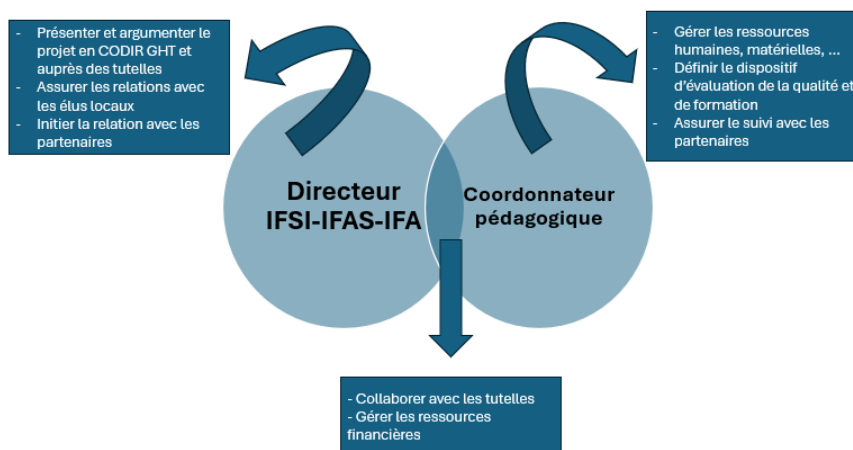 - Présenter et argumenter le
projet en CODIR GHT et
auprès des tutelles
- Assurer les relations avec
les élus locaux
- Initier la relation avec les
partenaires
- Gérer les ressources
humaines, matérielles, ...
- Définir le dispositif
d'évaluation de la qualité et
de formation
- Assurer le suivi avec les
partenaires
Directeur
IFSI-IFAS-IFA
Coordonnateur
pédagogique
- Collaborer avec les tutelles
- Gérer les ressources
financières